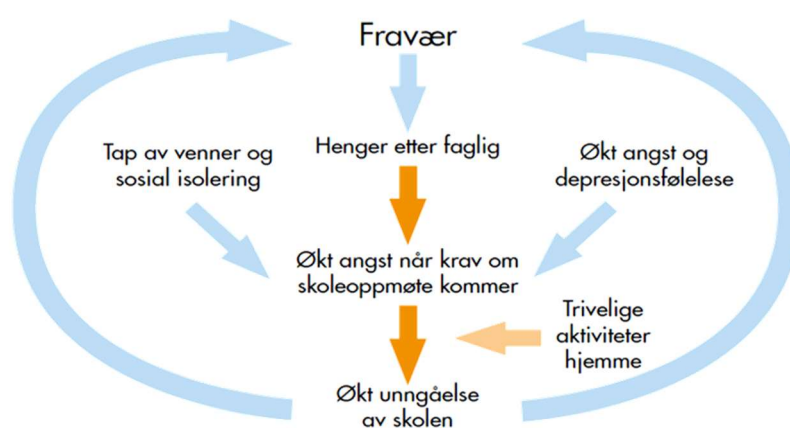 Fravær
Henger etter faglig
Tap av venner og
sosial isolering
Økt angst og
depresjonsfølelese
Økt angst når krav om
skoleoppmøte kommer
Trivelige
aktiviteter
hjemme
Økt unngåelse
av skolen